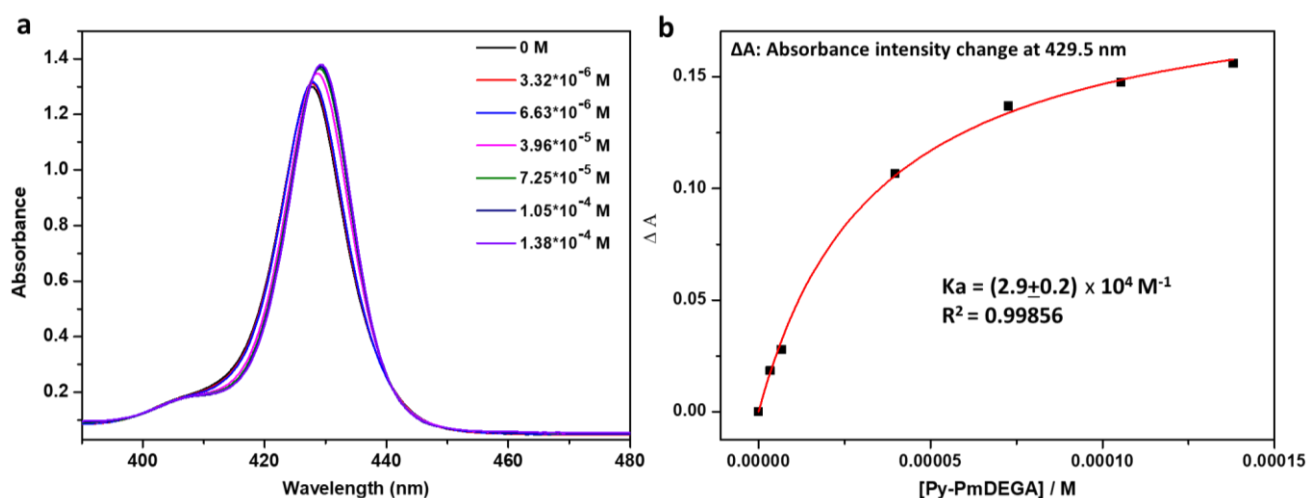 a
1.4
1.2
1.0
0.8
0.6
0.4
0.2
Absorbance
400
420
440
460
480
Wavelength (nm)
0 M
3.32*10⁻⁶ M
6.63*10⁻⁶ M
3.96*10⁻⁵ M
7.25*10⁻⁵ M
1.05*10⁻⁴ M
1.38*10⁻⁴ M
b
ΔA: Absorbance intensity change at 429.5 nm
0.15
0.10
0.05
0.00
Δ A
Ka = (2.9±0.2) x 10⁴ M⁻¹
R² = 0.99856
0.00000
0.00005
0.00010
0.00015
[Py-PmDEGA] / M